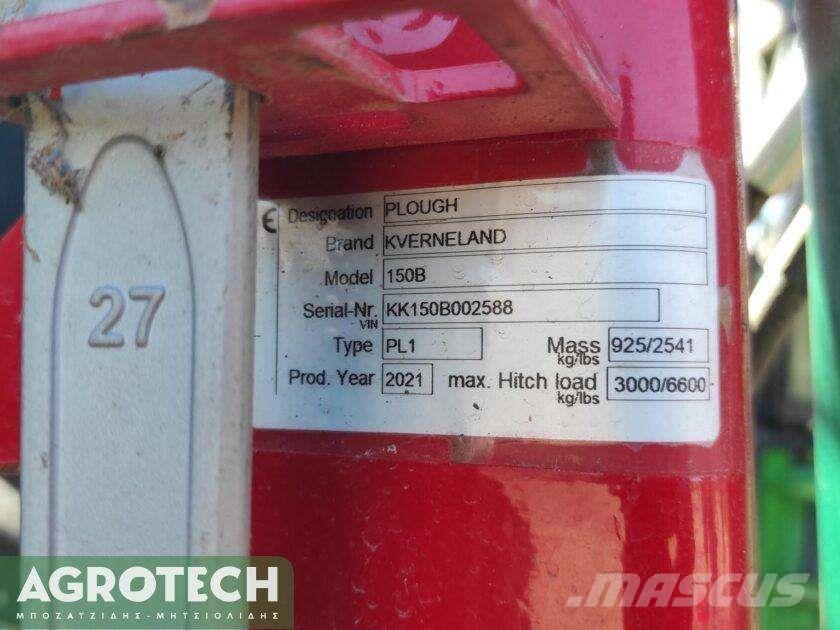 27
CE
Designation PLOUGH
Brand KVERNELAND
Model 150B
Serial-Nr. KK150B002588
VIN
Type PL1 Mass 925/2541
kg/lbs
Prod. Year 2021 max. Hitch load 3000/6600
kg/lbs
AGROTECH
ΜΠΟΖΑΤΖΙΔΗΣ-ΜΗΤΣΙΟΛΙΔΗΣ
mascus